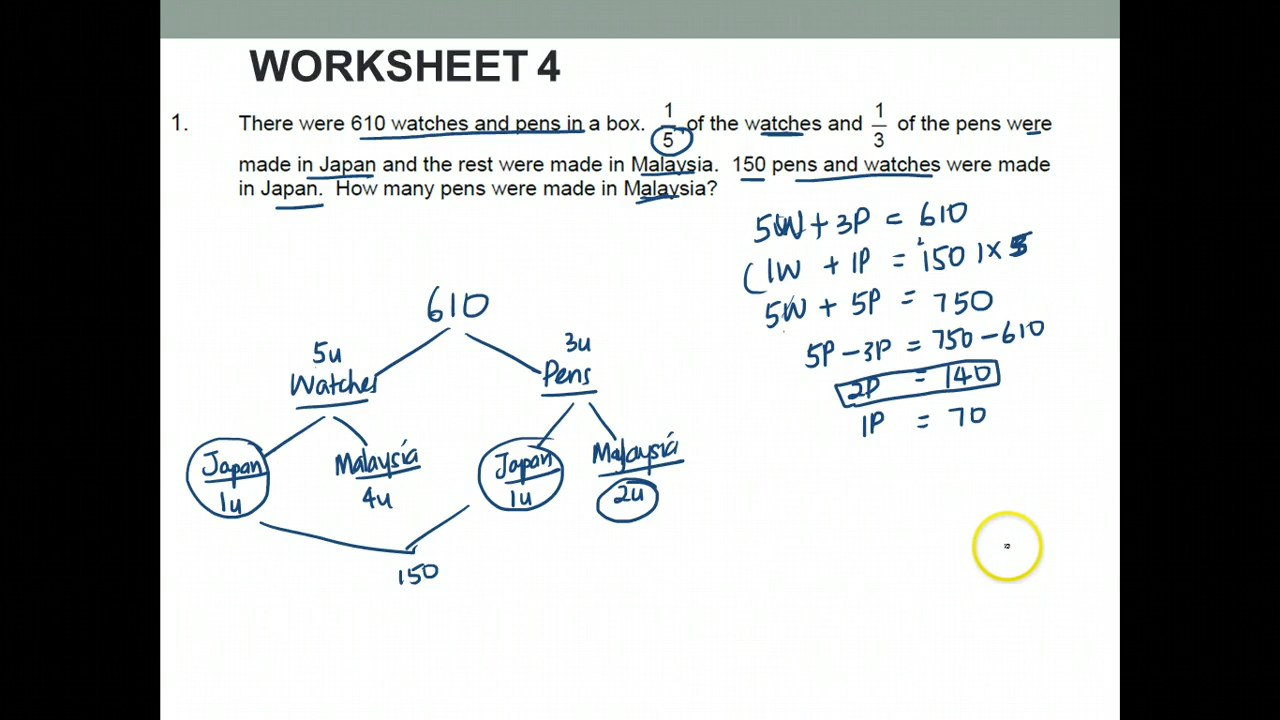 WORKSHEET 4
1. There were 610 watches and pens in a box. 1/5 of the watches and 1/3 of the pens were
made in Japan and the rest were made in Malaysia. 150 pens and watches were made
in Japan. How many pens were made in Malaysia?
5W + 3P = 610
(1W + 1P = 150) × 5
5W + 5P = 750
5P - 3P = 750 - 610
2P = 140
1P = 70
610
5u 3u
Watches Pens
Japan Malaysia Japan Malaysia
1u 4u 1u 2u
150